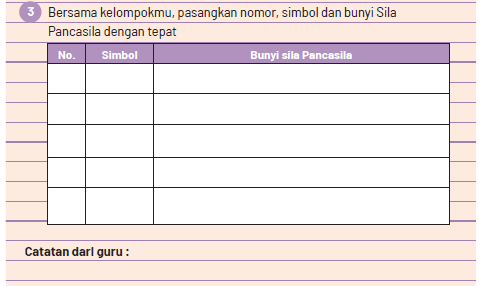 3 Bersama kelompokmu, pasangkan nomor, simbol dan bunyi Sila
Pancasila dengan tepat
No. Simbol Bunyi sila Pancasila
Catatan dari guru :